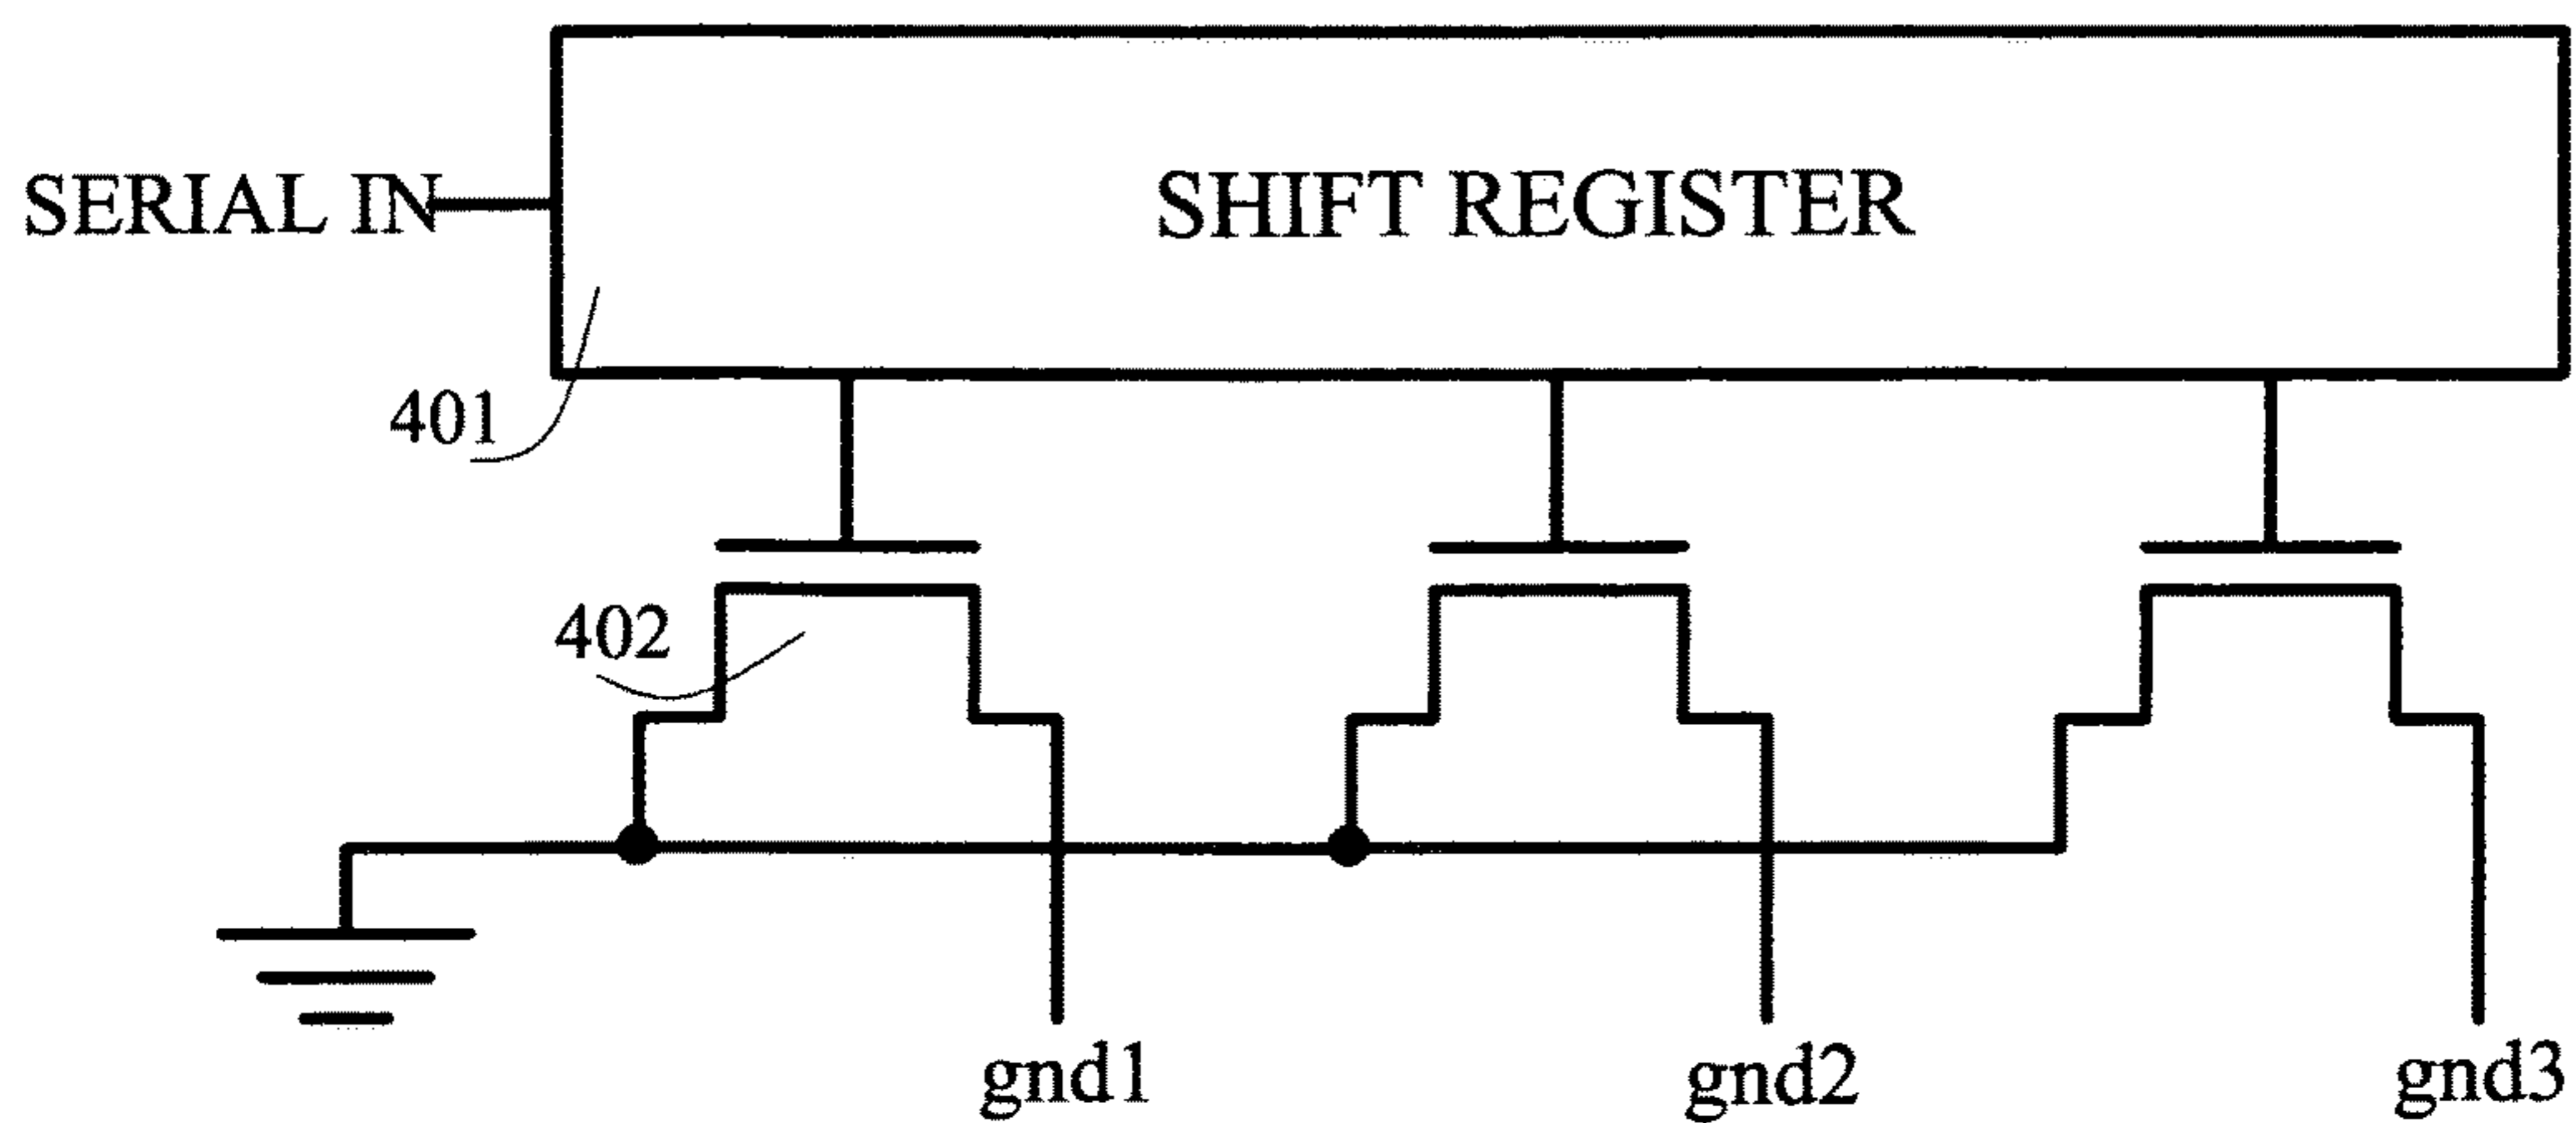 SERIAL IN
SHIFT REGISTER
401
402
gnd1
gnd2
gnd3